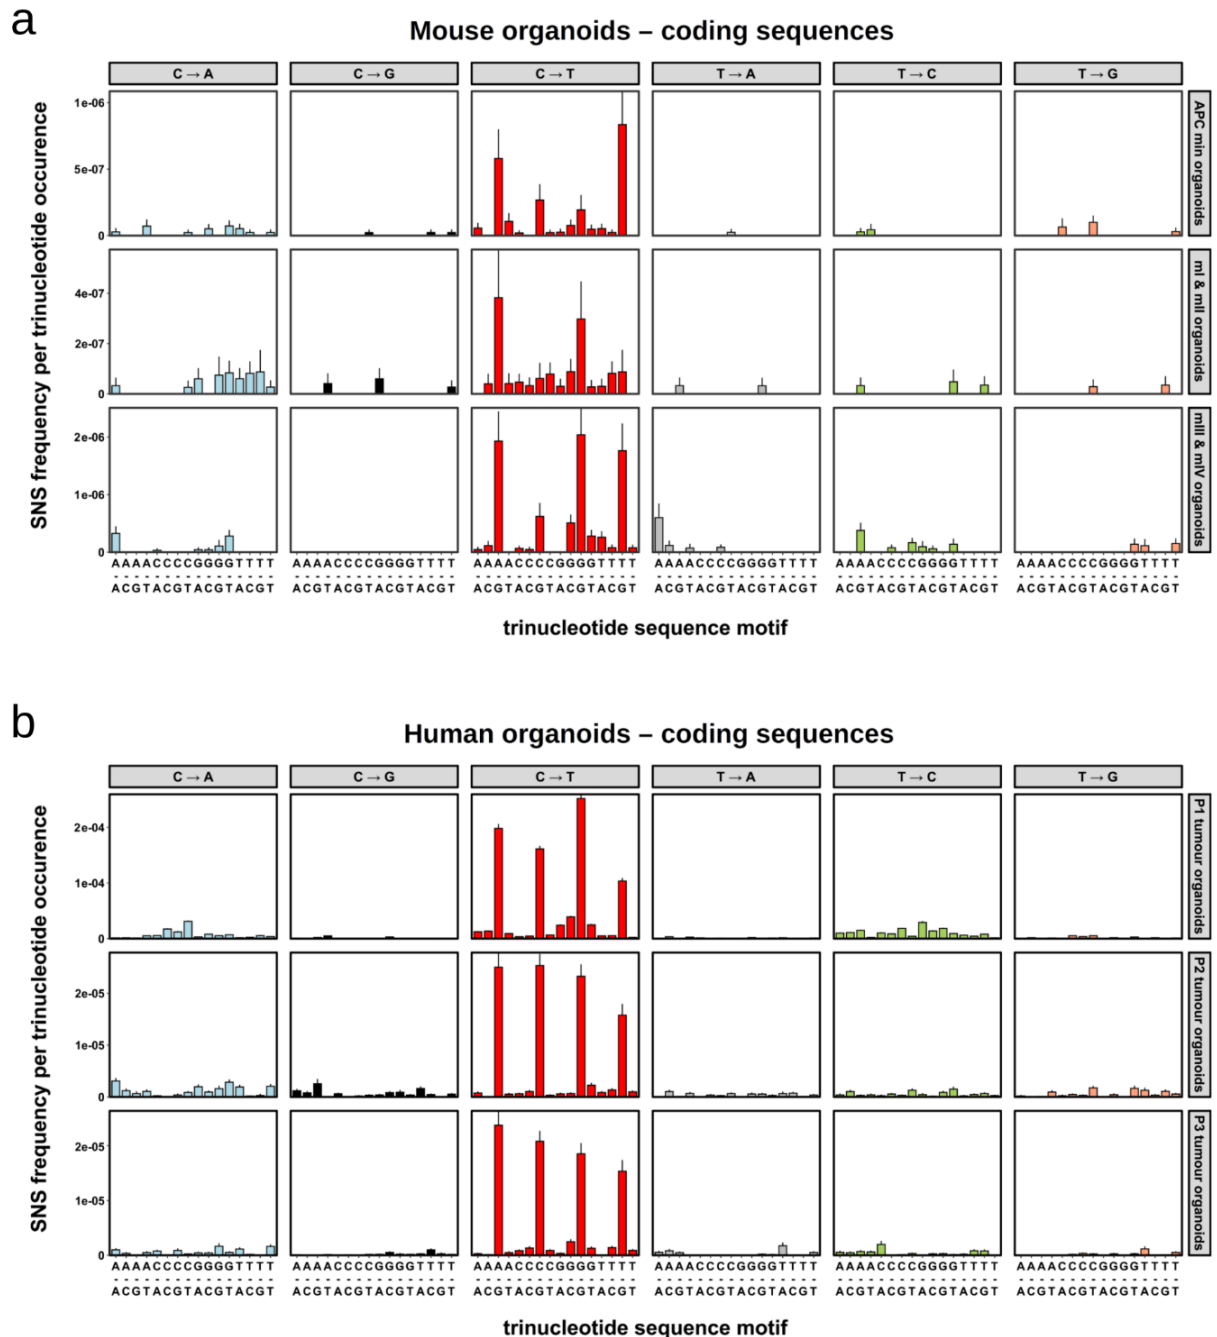 a
Mouse organoids – coding sequences
C → A C → G C → T T → A T → C T → G
SNS frequency per trinucleotide occurence
1e-06
5e-07
0
APC min organoids
4e-07
2e-07
0
mI & mII organoids
2e-06
1e-06
0
mIII & mIV organoids
AAAACCCCGGGGTTTT AAAACCCCGGGGTTTT AAAACCCCGGGGTTTT AAAACCCCGGGGTTTT AAAACCCCGGGGTTTT AAAACCCCGGGGTTTT
- - - - - - - - - - - - - - - - - - - - - - - - - - - - - - - - - - - - - - - - - - - - - - - - - - - - - - - - - - - - - - - - - - - - - - - - - - - - - - - - - - - - - - - - - - - - - - - -
ACGTACGTACGTACGT ACGTACGTACGTACGT ACGTACGTACGTACGT ACGTACGTACGTACGT ACGTACGTACGTACGT ACGTACGTACGTACGT
trinucleotide sequence motif
b
Human organoids – coding sequences
C → A C → G C → T T → A T → C T → G
SNS frequency per trinucleotide occurence
2e-04
1e-04
0
P1 tumour organoids
2e-05
1e-05
0
P2 tumour organoids
2e-05
1e-05
0
P3 tumour organoids
AAAACCCCGGGGTTTT AAAACCCCGGGGTTTT AAAACCCCGGGGTTTT AAAACCCCGGGGTTTT AAAACCCCGGGGTTTT AAAACCCCGGGGTTTT
- - - - - - - - - - - - - - - - - - - - - - - - - - - - - - - - - - - - - - - - - - - - - - - - - - - - - - - - - - - - - - - - - - - - - - - - - - - - - - - - - - - - - - - - - - - - - - - -
ACGTACGTACGTACGT ACGTACGTACGTACGT ACGTACGTACGTACGT ACGTACGTACGTACGT ACGTACGTACGTACGT ACGTACGTACGTACGT
trinucleotide sequence motif